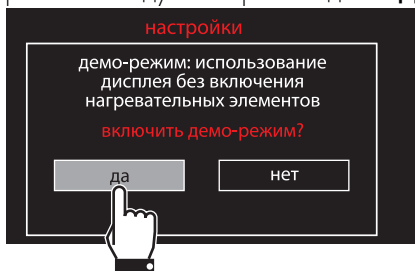 настройки
демо-режим: использование
дисплея без включения
нагревательных элементов
включить демо-режим?
да
нет